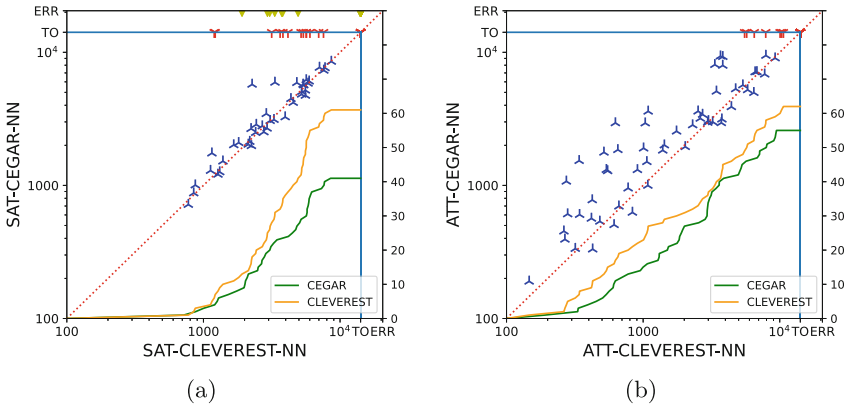 ERR
TO
10⁴
1000
100
SAT-CEGAR-NN
60
50
40
30
20
10
0
CEGAR
CLEVEREST
100
1000
10⁴TOERR
SAT-CLEVEREST-NN
(a)
ERR
TO
10⁴
1000
100
ATT-CEGAR-NN
80
60
50
40
30
20
10
0
CEGAR
CLEVEREST
100
1000
10⁴TOERR
ATT-CLEVEREST-NN
(b)